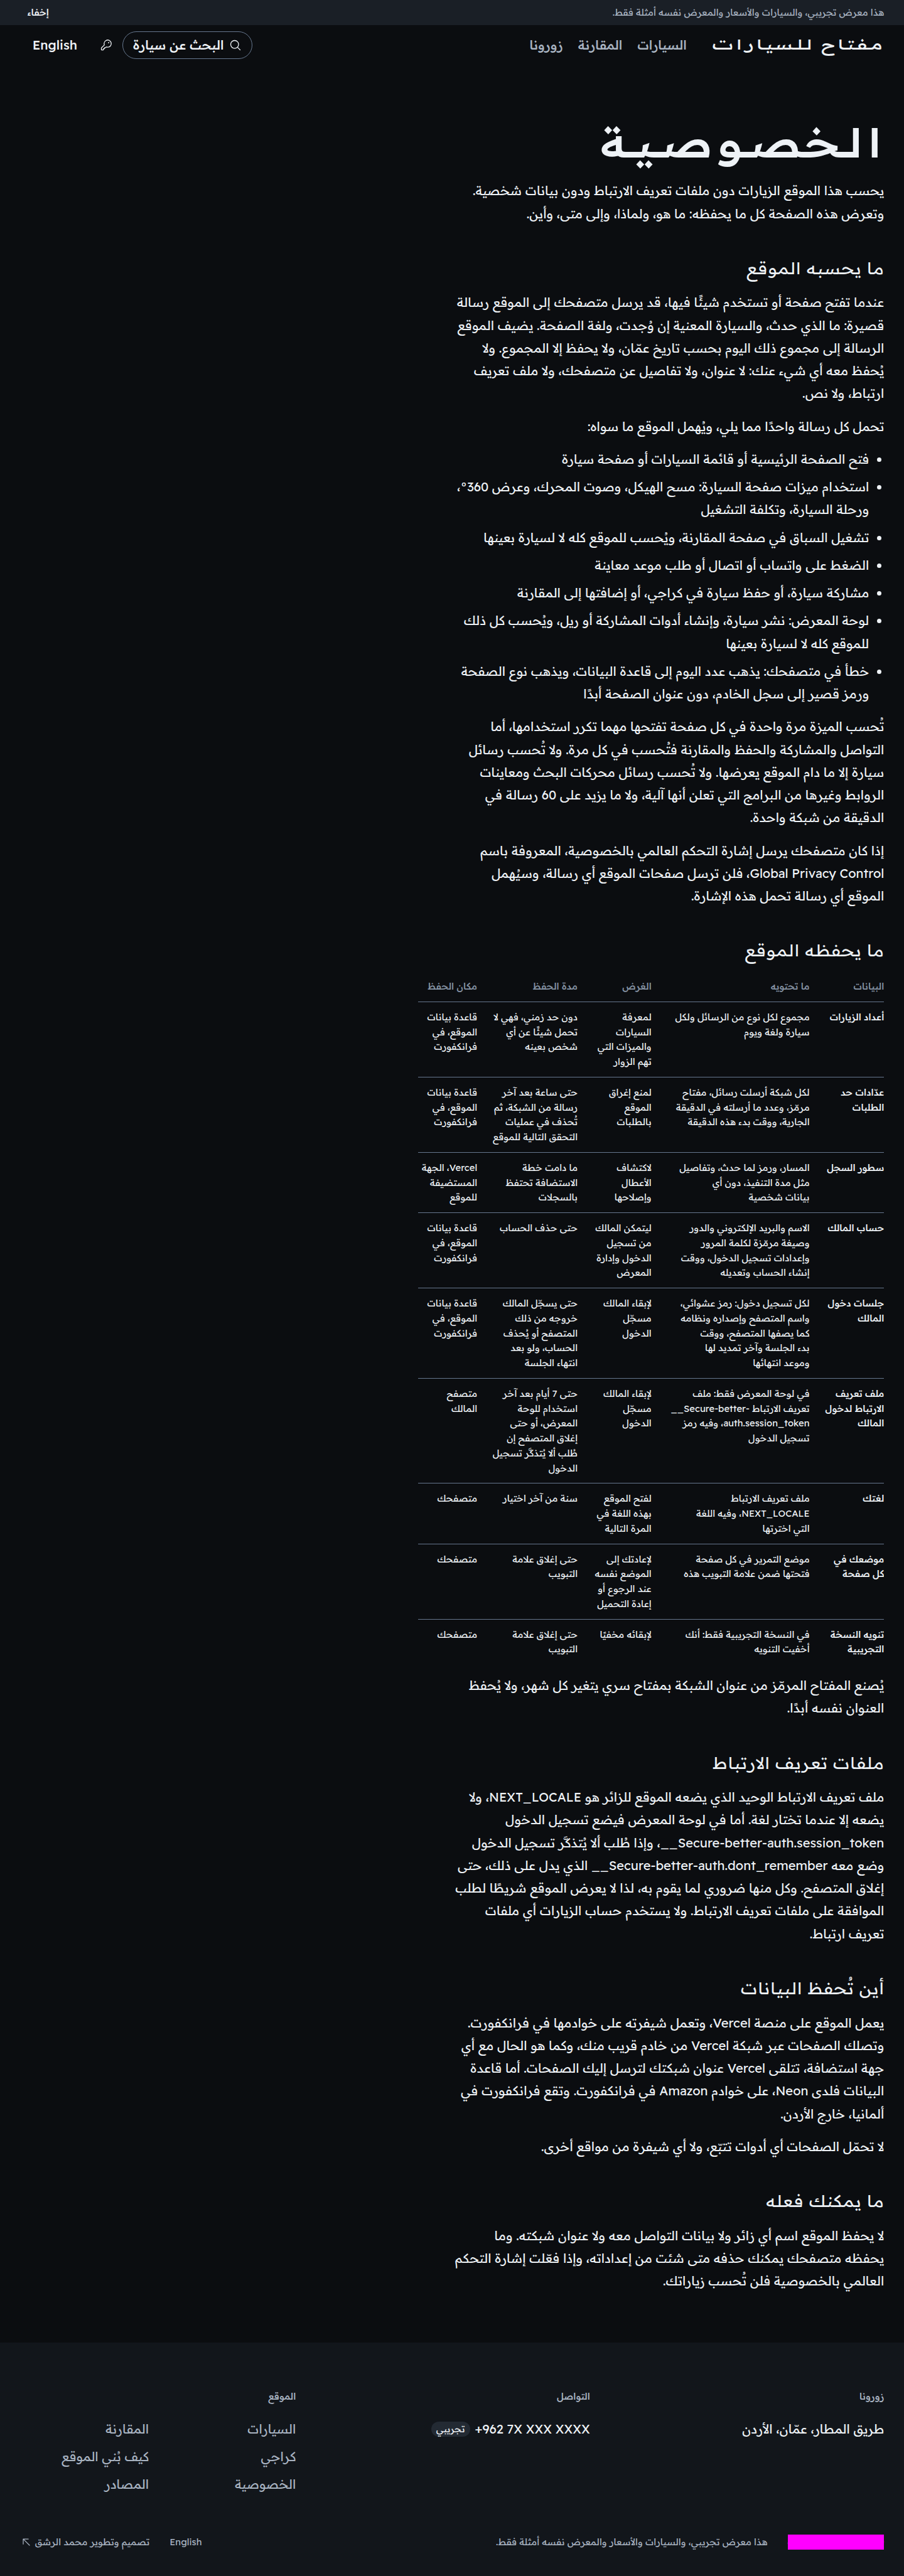 هذا معرض تجريبي، والسيارات والأسعار والمعرض نفسه أمثلة فقط.
إخفاء
مفتاح للسيارات
السيارات
المقارنة
زورونا
البحث عن سيارة
English
الخصوصية
يحسب هذا الموقع الزيارات دون ملفات تعريف الارتباط ودون بيانات شخصية.
وتعرض هذه الصفحة كل ما يحفظه: ما هو، ولماذا، وإلى متى، وأين.
ما يحسبه الموقع
عندما تفتح صفحة أو تستخدم شيئًا فيها، قد يرسل متصفحك إلى الموقع رسالة
قصيرة: ما الذي حدث، والسيارة المعنية إن وُجدت، ولغة الصفحة. يضيف الموقع
الرسالة إلى مجموع ذلك اليوم بحسب تاريخ عمّان، ولا يحفظ إلا المجموع. ولا
يُحفظ معه أي شيء عنك: لا عنوان، ولا تفاصيل عن متصفحك، ولا ملف تعريف
ارتباط، ولا نص.
تحمل كل رسالة واحدًا مما يلي، ويُهمل الموقع ما سواه:
• فتح الصفحة الرئيسية أو قائمة السيارات أو صفحة سيارة
• استخدام ميزات صفحة السيارة: مسح الهيكل، وصوت المحرك، وعرض 360°،
ورحلة السيارة، وتكلفة التشغيل
• تشغيل السباق في صفحة المقارنة، ويُحسب للموقع كله لا لسيارة بعينها
• الضغط على واتساب أو اتصال أو طلب موعد معاينة
• مشاركة سيارة، أو حفظ سيارة في كراجي، أو إضافتها إلى المقارنة
• لوحة المعرض: نشر سيارة، وإنشاء أدوات المشاركة أو ريل، ويُحسب كل ذلك
للموقع كله لا لسيارة بعينها
• خطأ في متصفحك: يذهب عدد اليوم إلى قاعدة البيانات، ويذهب نوع الصفحة
ورمز قصير إلى سجل الخادم، دون عنوان الصفحة أبدًا
تُحسب الميزة مرة واحدة في كل صفحة تفتحها مهما تكرر استخدامها، أما
التواصل والمشاركة والحفظ والمقارنة فتُحسب في كل مرة. ولا تُحسب رسائل
سيارة إلا ما دام الموقع يعرضها. ولا تُحسب رسائل محركات البحث ومعاينات
الروابط وغيرها من البرامج التي تعلن أنها آلية، ولا ما يزيد على 60 رسالة في
الدقيقة من شبكة واحدة.
إذا كان متصفحك يرسل إشارة التحكم العالمي بالخصوصية، المعروفة باسم
Global Privacy Control، فلن ترسل صفحات الموقع أي رسالة، وسيُهمل
الموقع أي رسالة تحمل هذه الإشارة.
ما يحفظه الموقع
البيانات
ما تحتويه
الغرض
مدة الحفظ
مكان الحفظ
أعداد الزيارات
مجموع لكل نوع من الرسائل ولكل
سيارة ولغة ويوم
لمعرفة
السيارات
والميزات التي
تهم الزوار
دون حد زمني، فهي لا
تحمل شيئًا عن أي
شخص بعينه
قاعدة بيانات
الموقع، في
فرانكفورت
عدّادات حد
الطلبات
لكل شبكة أرسلت رسائل، مفتاح
مرمّز، وعدد ما أرسلته في الدقيقة
الجارية، ووقت بدء هذه الدقيقة
لمنع إغراق
الموقع
بالطلبات
حتى ساعة بعد آخر
رسالة من الشبكة، ثم
تُحذف في عمليات
التحقق التالية للموقع
قاعدة بيانات
الموقع، في
فرانكفورت
سطور السجل
المسار، ورمز لما حدث، وتفاصيل
مثل مدة التنفيذ، دون أي
بيانات شخصية
لاكتشاف
الأعطال
وإصلاحها
ما دامت خطة
الاستضافة تحتفظ
بالسجلات
Vercel، الجهة
المستضيفة
للموقع
حساب المالك
الاسم والبريد الإلكتروني والدور
وصيغة مرمّزة لكلمة المرور
وإعدادات تسجيل الدخول، ووقت
إنشاء الحساب وتعديله
ليتمكن المالك
من تسجيل
الدخول وإدارة
المعرض
حتى حذف الحساب
قاعدة بيانات
الموقع، في
فرانكفورت
جلسات دخول
المالك
لكل تسجيل دخول: رمز عشوائي،
واسم المتصفح وإصداره ونظامه
كما يصفها المتصفح، ووقت
بدء الجلسة وآخر تمديد لها
وموعد انتهائها
لإبقاء المالك
مسجّل
الدخول
حتى يسجّل المالك
خروجه من ذلك
المتصفح أو يُحذف
الحساب، ولو بعد
انتهاء الجلسة
قاعدة بيانات
الموقع، في
فرانكفورت
ملف تعريف
الارتباط لدخول
المالك
في لوحة المعرض فقط: ملف
تعريف الارتباط __Secure-better-
auth.session_token، وفيه رمز
تسجيل الدخول
لإبقاء المالك
مسجّل
الدخول
حتى 7 أيام بعد آخر
استخدام للوحة
المعرض، أو حتى
إغلاق المتصفح إن
طُلب ألا يُتذكَّر تسجيل
الدخول
متصفح
المالك
لغتك
ملف تعريف الارتباط
NEXT_LOCALE، وفيه اللغة
التي اخترتها
لفتح الموقع
بهذه اللغة في
المرة التالية
سنة من آخر اختيار
متصفحك
موضعك في
كل صفحة
موضع التمرير في كل صفحة
فتحتها ضمن علامة التبويب هذه
لإعادتك إلى
الموضع نفسه
عند الرجوع أو
إعادة التحميل
حتى إغلاق علامة
التبويب
متصفحك
تنويه النسخة
التجريبية
في النسخة التجريبية فقط: أنك
أخفيت التنويه
لإبقائه مخفيًا
حتى إغلاق علامة
التبويب
متصفحك
يُصنع المفتاح المرمّز من عنوان الشبكة بمفتاح سري يتغير كل شهر، ولا يُحفظ
العنوان نفسه أبدًا.
ملفات تعريف الارتباط
ملف تعريف الارتباط الوحيد الذي يضعه الموقع للزائر هو NEXT_LOCALE، ولا
يضعه إلا عندما تختار لغة. أما في لوحة المعرض فيضع تسجيل الدخول
__Secure-better-auth.session_token، وإذا طُلب ألا يُتذكَّر تسجيل الدخول
وضع معه __Secure-better-auth.dont_remember الذي يدل على ذلك، حتى
إغلاق المتصفح. وكل منها ضروري لما يقوم به، لذا لا يعرض الموقع شريطًا لطلب
الموافقة على ملفات تعريف الارتباط. ولا يستخدم حساب الزيارات أي ملفات
تعريف ارتباط.
أين تُحفظ البيانات
يعمل الموقع على منصة Vercel، وتعمل شيفرته على خوادمها في فرانكفورت.
وتصلك الصفحات عبر شبكة Vercel من خادم قريب منك، وكما هو الحال مع أي
جهة استضافة، تتلقى Vercel عنوان شبكتك لترسل إليك الصفحات. أما قاعدة
البيانات فلدى Neon، على خوادم Amazon في فرانكفورت. وتقع فرانكفورت في
ألمانيا، خارج الأردن.
لا تحمّل الصفحات أي أدوات تتبّع، ولا أي شيفرة من مواقع أخرى.
ما يمكنك فعله
لا يحفظ الموقع اسم أي زائر ولا بيانات التواصل معه ولا عنوان شبكته. وما
يحفظه متصفحك يمكنك حذفه متى شئت من إعداداته، وإذا فعّلت إشارة التحكم
العالمي بالخصوصية فلن تُحسب زياراتك.
زورونا
طريق المطار، عمّان، الأردن
التواصل
+962 7X XXX XXXX
تجريبي
الموقع
السيارات
المقارنة
كراجي
كيف بُني الموقع
الخصوصية
المصادر
هذا معرض تجريبي، والسيارات والأسعار والمعرض نفسه أمثلة فقط.
English
تصميم وتطوير محمد الرشق